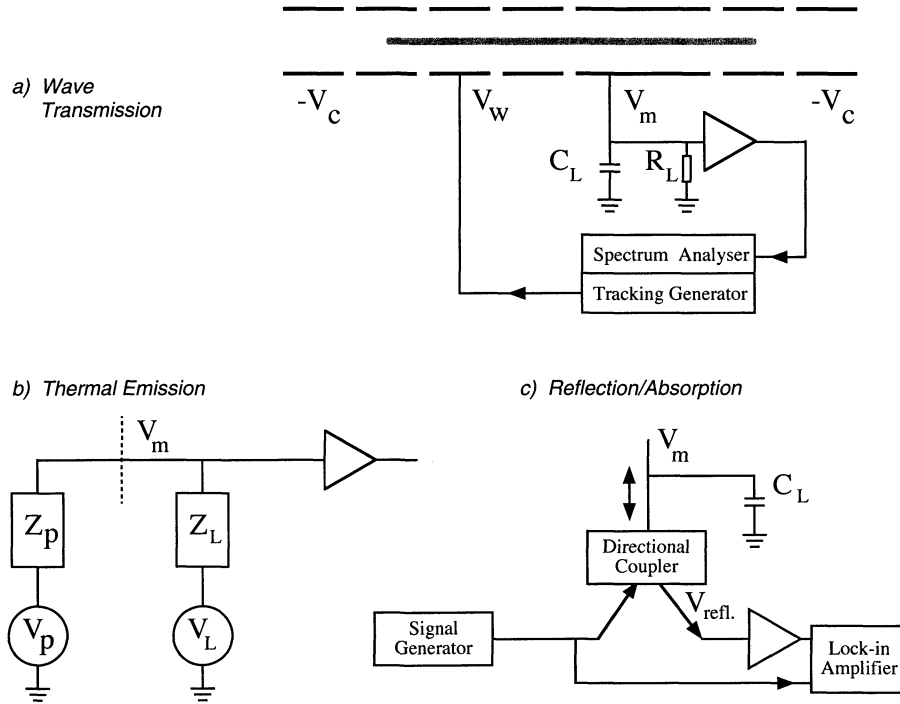 a) Wave
Transmission
-V_c
V_w
V_m
-V_c
C_L
R_L
Spectrum Analyser
Tracking Generator
b) Thermal Emission
c) Reflection/Absorption
V_m
Z_p
Z_L
V_p
V_L
V_m
C_L
Directional
Coupler
V_refl.
Signal
Generator
Lock-in
Amplifier